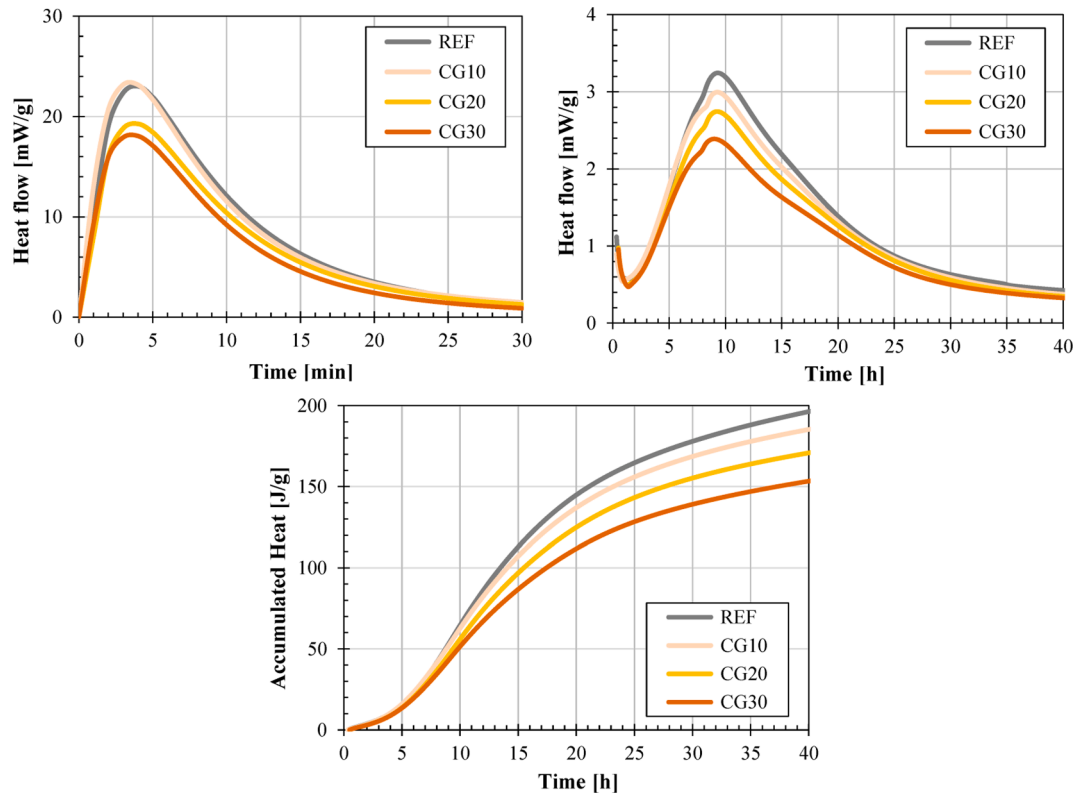 30
20
10
0
0 5 10 15 20 25 30
Heat flow [mW/g]
Time [min]
REF
CG10
CG20
CG30
4
3
2
1
0
0 5 10 15 20 25 30 35 40
Heat flow [mW/g]
Time [h]
REF
CG10
CG20
CG30
200
150
100
50
0
0 5 10 15 20 25 30 35 40
Accumulated Heat [J/g]
Time [h]
REF
CG10
CG20
CG30